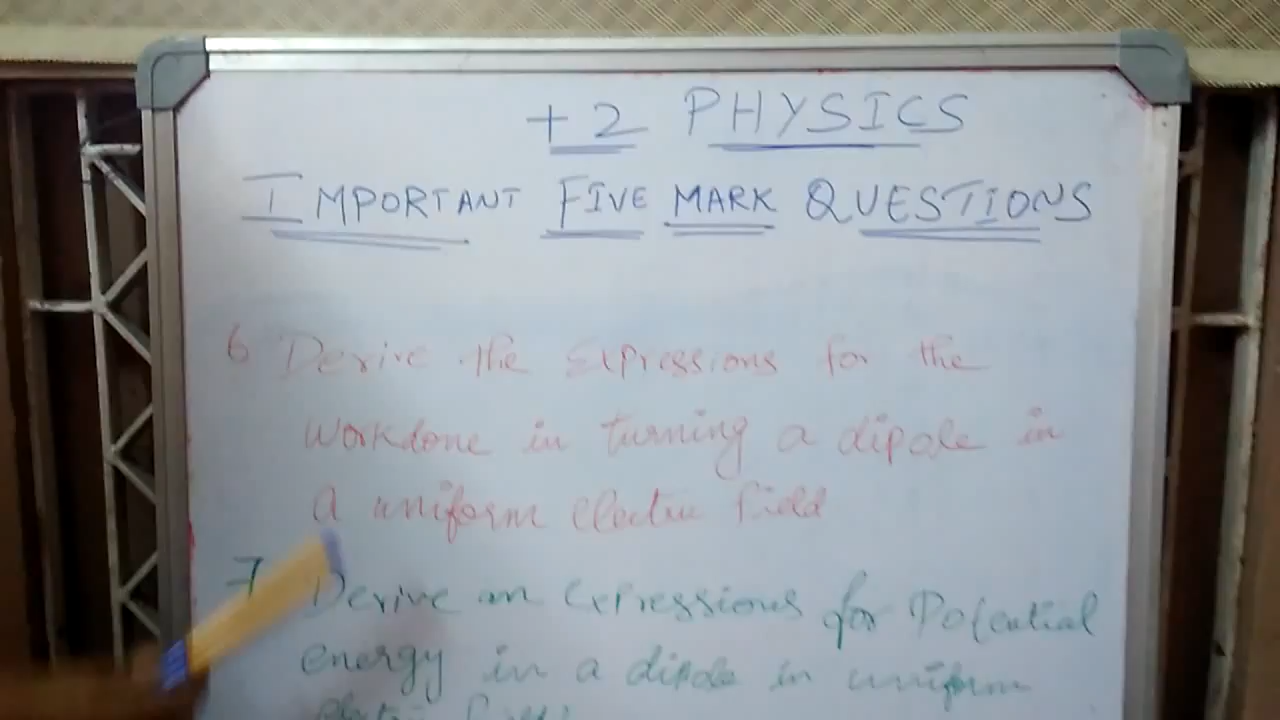 +2 PHYSICS
IMPORTANT FIVE MARK QUESTIONS
6 Derive the Expressions for the
workdone in turning a dipole in
a uniform electric field
7 Derive an Expressions for Potential
energy in a dipole in uniform